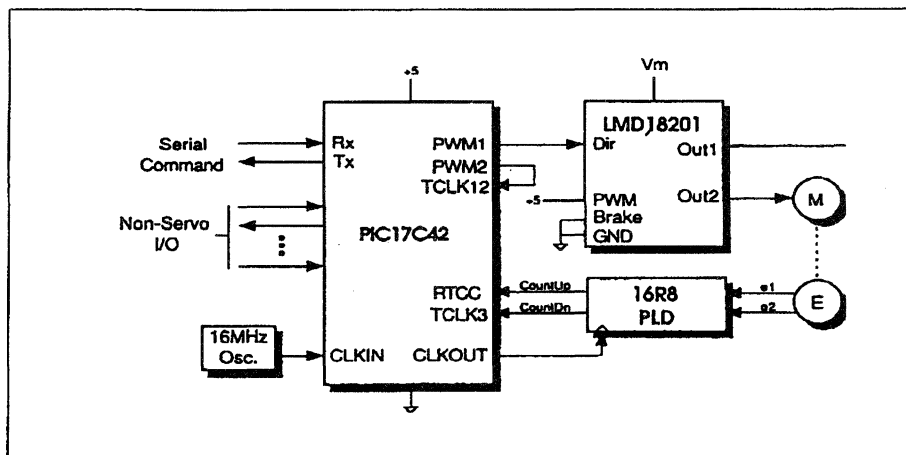 +5
Vm
Serial
Command
Rx
Tx
PWM1
PWM2
TCLK12
LMD18201
Dir
Out1
+5
PWM
Brake
GND
Out2
M
Non-Servo
I/O
PIC17C42
RTCC
TCLK3
CountUp
CountDn
16R8
PLD
e1
e2
E
16MHz
Osc.
CLKIN
CLKOUT